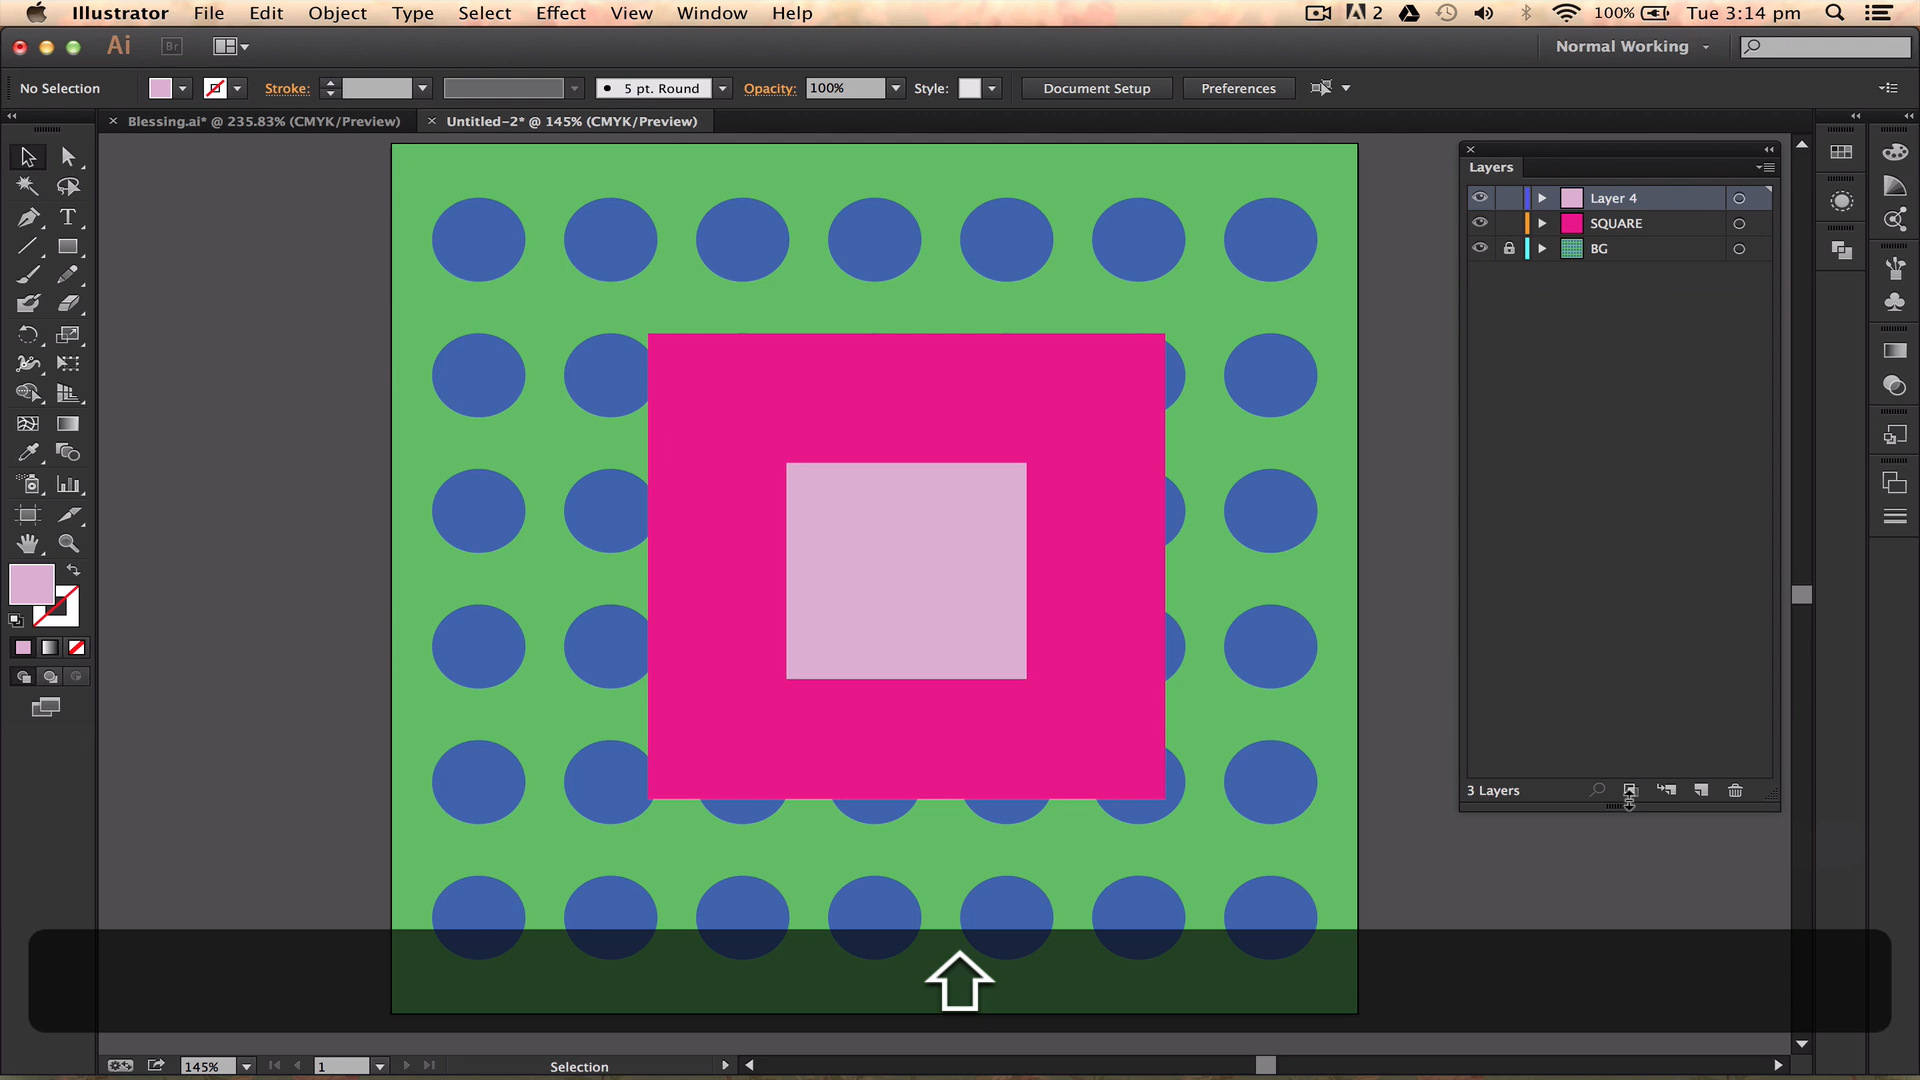 Illustrator File Edit Object Type Select Effect View Window Help
2 100% Tue 3:14 pm
Ai Br Normal Working
No Selection Stroke: 5 pt. Round Opacity: 100% Style: Document Setup Preferences
Blessing.ai* @ 235.83% (CMYK/Preview) Untitled-2* @ 145% (CMYK/Preview)
Layers
Layer 4
SQUARE
BG
3 Layers
145% 1 Selection